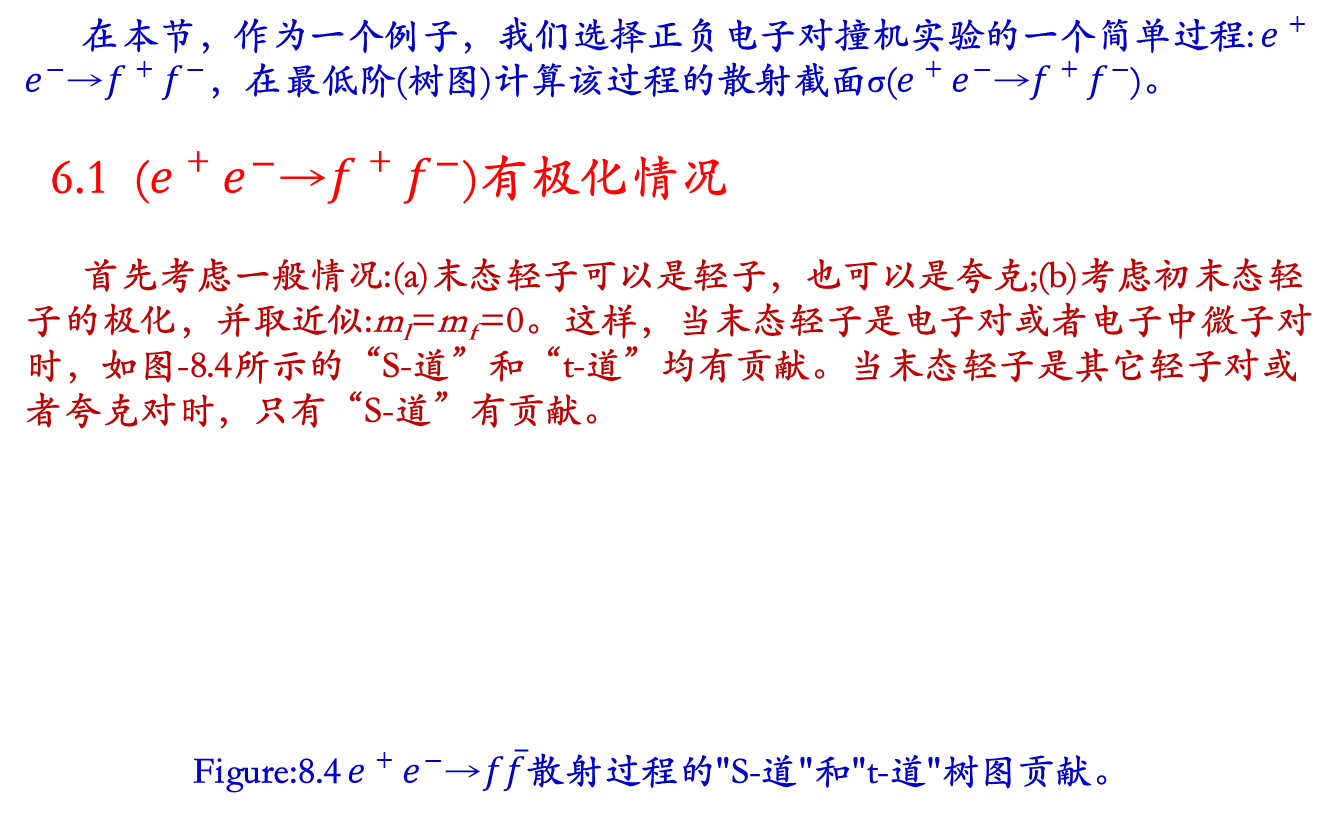 在本节，作为一个例子，我们选择正负电子对撞机实验的一个简单过程:e⁺
e⁻→f⁺f⁻，在最低阶(树图)计算该过程的散射截面σ(e⁺e⁻→f⁺f⁻)。
6.1 (e⁺e⁻→f⁺f⁻)有极化情况
首先考虑一般情况:(a)末态轻子可以是轻子，也可以是夸克;(b)考虑初末态轻
子的极化，并取近似:m_l=m_f=0。这样，当末态轻子是电子对或者电子中微子对
时，如图-8.4所示的“S-道”和“t-道”均有贡献。当末态轻子是其它轻子对或
者夸克对时，只有“S-道”有贡献。
Figure:8.4 e⁺e⁻→ff̄散射过程的"S-道"和"t-道"树图贡献。